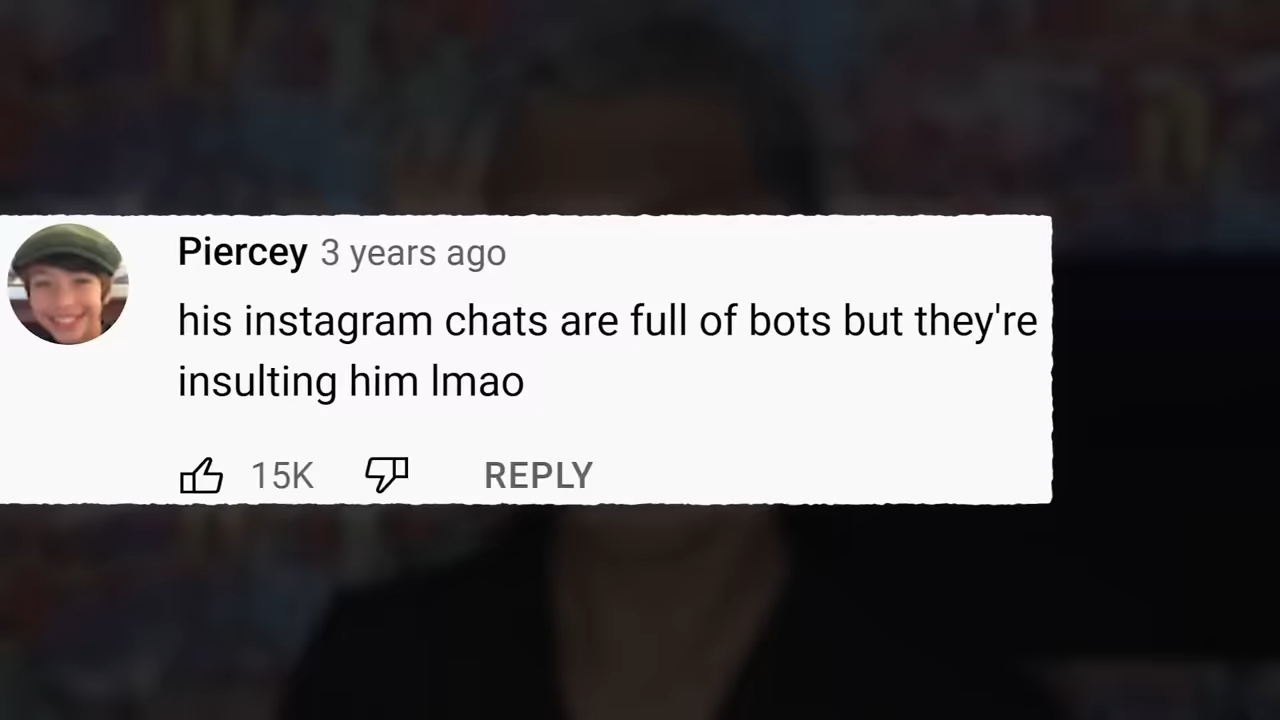 Piercey 3 years ago
his instagram chats are full of bots but they're
insulting him lmao
15K REPLY